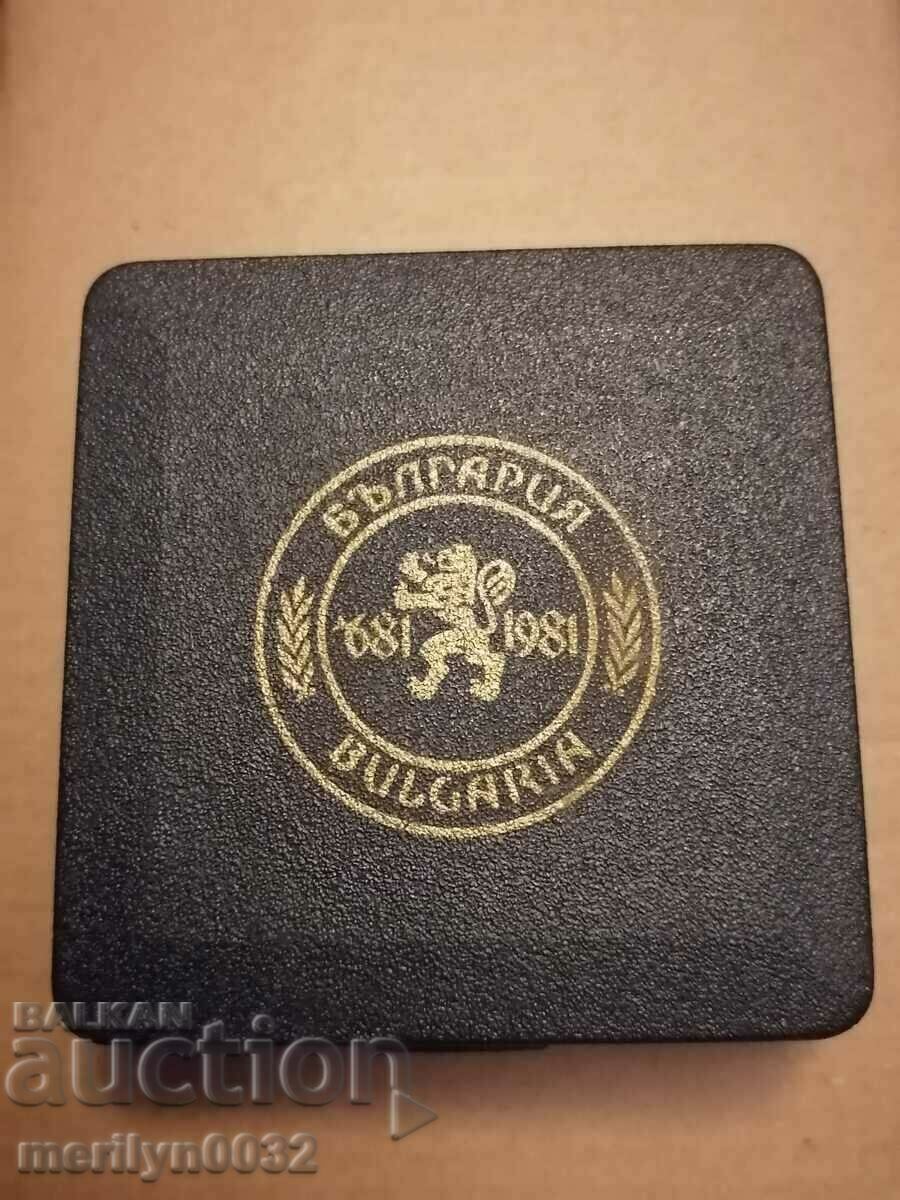 БЪЛГАРИЯ
681 1981
BULGARIA
BALKAN
auction
merilyn0032